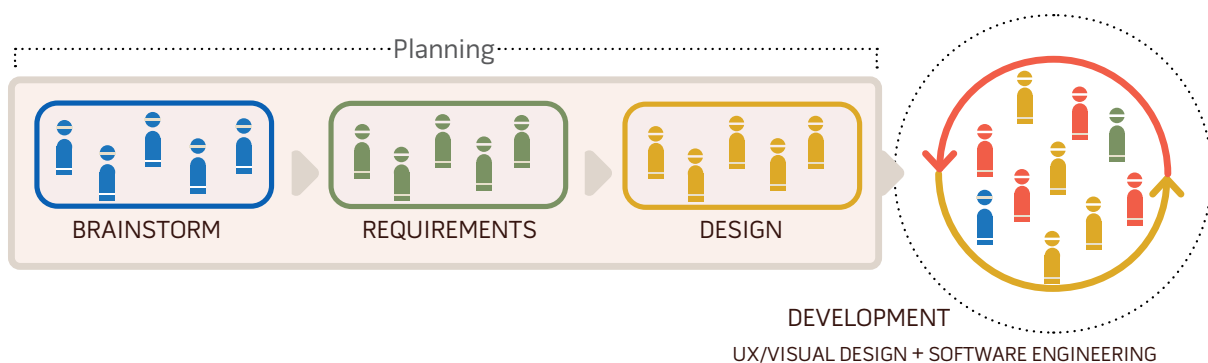 Planning
BRAINSTORM
REQUIREMENTS
DESIGN
DEVELOPMENT
UX/VISUAL DESIGN + SOFTWARE ENGINEERING